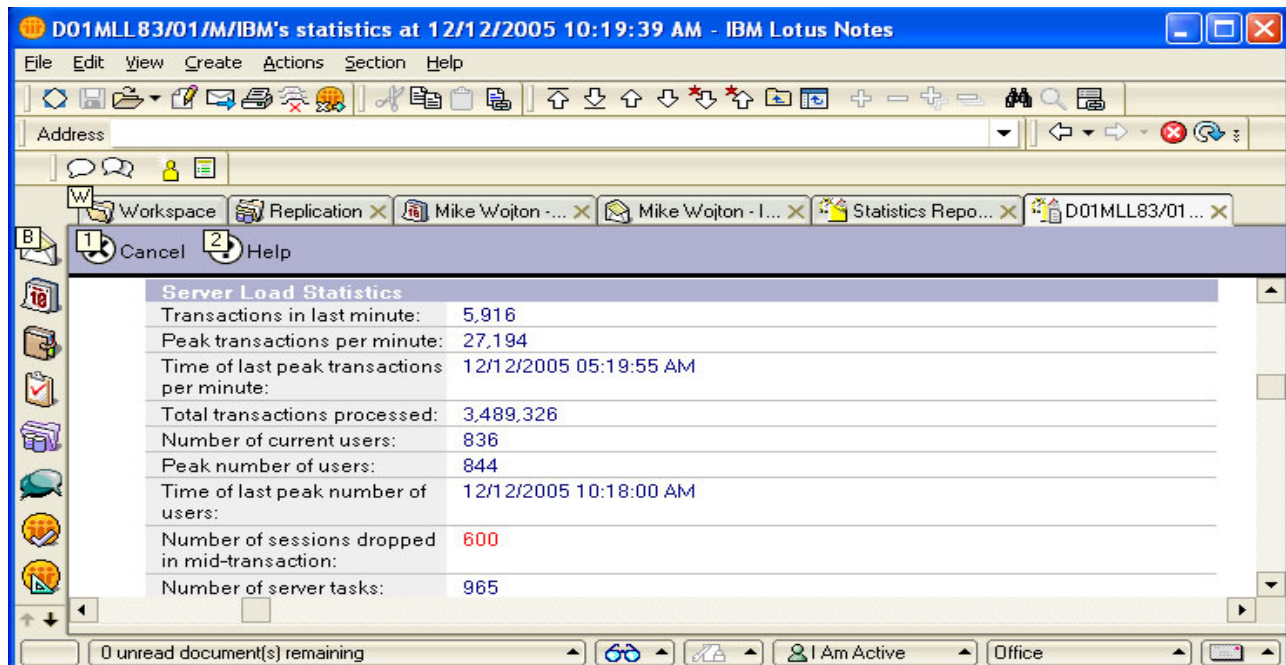 D01MLL83/01/M/IBM's statistics at 12/12/2005 10:19:39 AM - IBM Lotus Notes
File Edit View Create Actions Section Help
Address
W
Workspace Replication Mike Wojton -... Mike Wojton - I... Statistics Repo... D01MLL83/01...
B 1 Cancel 2 Help
Server Load Statistics
Transactions in last minute: 5,916
Peak transactions per minute: 27,194
Time of last peak transactions 12/12/2005 05:19:55 AM
per minute:
Total transactions processed: 3,489,326
Number of current users: 836
Peak number of users: 844
Time of last peak number of 12/12/2005 10:18:00 AM
users:
Number of sessions dropped 600
in mid-transaction:
Number of server tasks: 965
0 unread document(s) remaining I Am Active Office